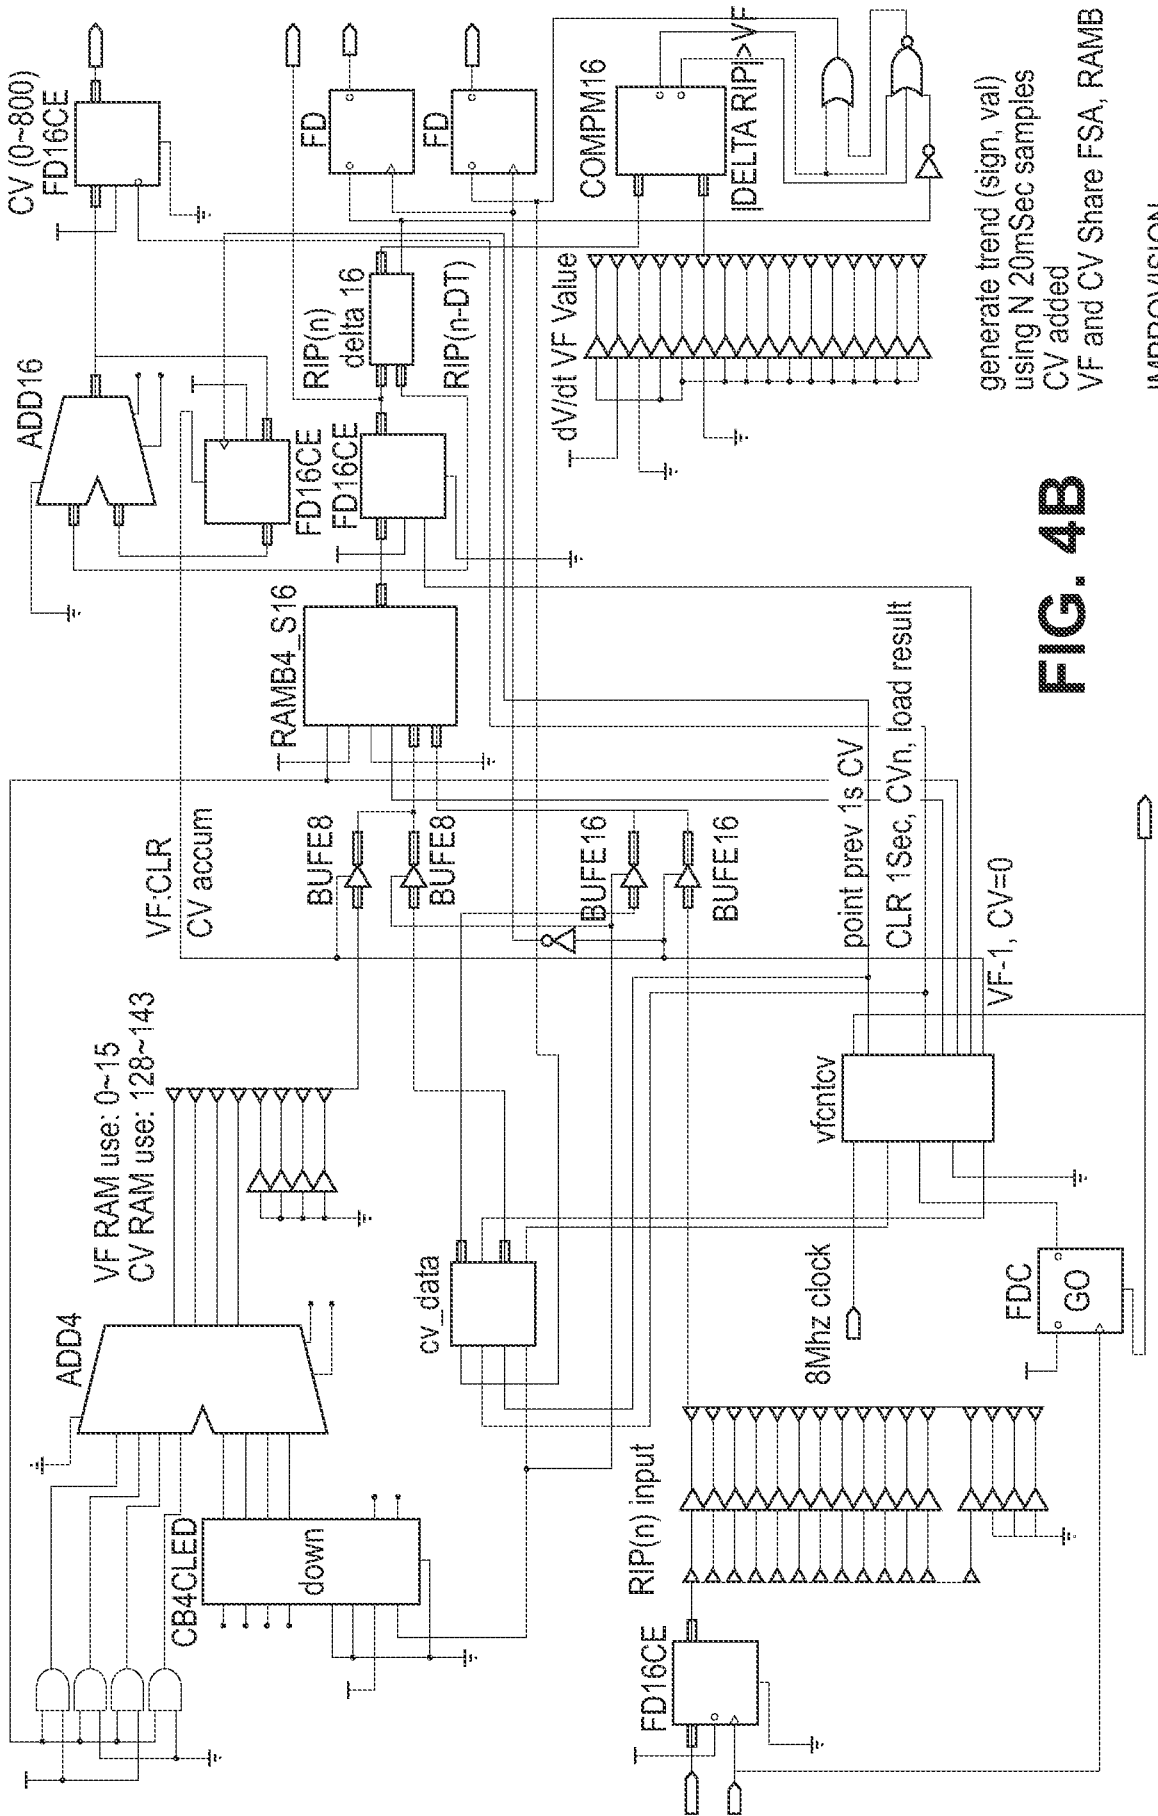 CV (0~800)
FD16CE
ADD16
FD16CE
FD16CE
RIP(n)
delta 16
RIP(n-DT)
FD
FD
COMPM16
|DELTA RIP|> VF
dV/dt VF Value
RAMB4_S16
VF:CLR
CV accum
BUFE8
BUFE8
BUFE16
BUFE16
VF RAM use: 0~15
CV RAM use: 128~143
ADD4
CB4CLED
down
cv_data
point prev 1s CV
CLR 1Sec, CVn, load result
VF-1, CV=0
vfcntcv
8Mhz clock
FDC
GO
RIP(n) input
FD16CE
generate trend (sign, val)
using N 20mSec samples
CV added
VF and CV Share FSA, RAMB
FIG. 4B